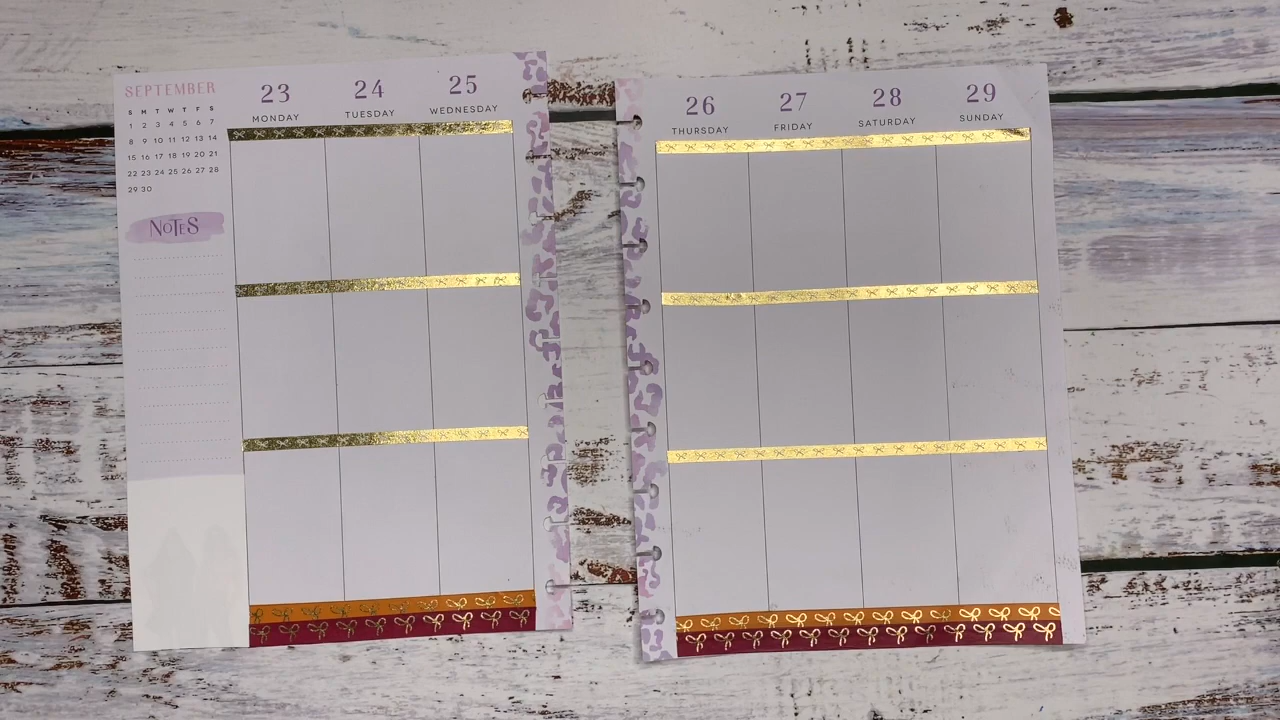 SEPTEMBER
S M T W T F S
1 2 3 4 5 6 7
8 9 10 11 12 13 14
15 16 17 18 19 20 21
22 23 24 25 26 27 28
29 30
NOTES
23 24 25
MONDAY TUESDAY WEDNESDAY
26 27 28 29
THURSDAY FRIDAY SATURDAY SUNDAY